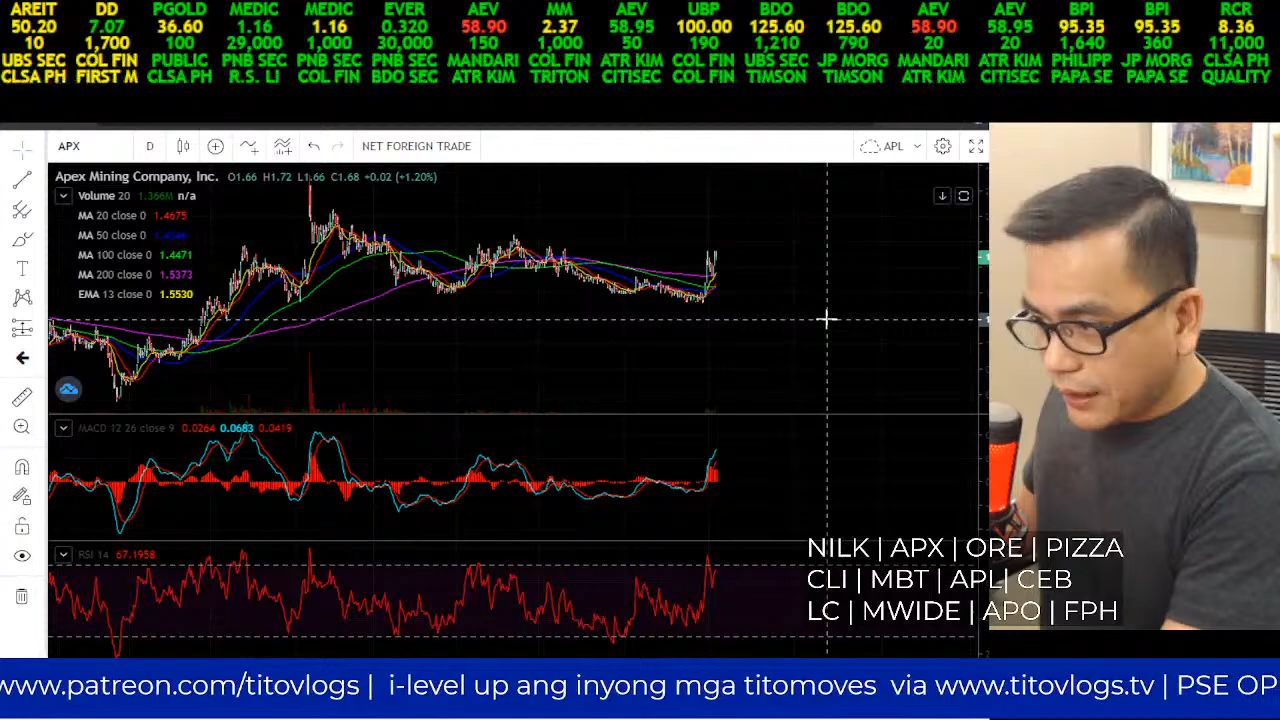 AREIT DD PGOLD MEDIC MEDIC EVER AEV MM AEV UBP BDO BDO AEV AEV BPI BPI RCR
50.20 7.07 36.60 1.16 1.16 0.320 58.90 2.37 58.95 100.00 125.60 125.60 58.90 58.95 95.35 95.35 8.36
10 1,700 100 29,000 1,000 30,000 150 1,000 50 190 1,210 790 20 20 1,640 360 11,000
UBS SEC COL FIN PUBLIC PNB SEC PNB SEC PNB SEC MANDARI COL FIN ATR KIM COL FIN UBS SEC JP MORG MANDARI ATR KIM PHILIPP JP MORG CLSA PH
CLSA PH FIRST M CLSA PH R.S. LI COL FIN BDO SEC ATR KIM TRITON CITISEC COL FIN TIMSON TIMSON ATR KIM CITISEC PAPA SE PAPA SE QUALITY
APX D NET FOREIGN TRADE APL
Apex Mining Company, Inc. O1.66 H1.72 L1.66 C1.68 +0.02 (+1.20%)
Volume 20 1.366M n/a
MA 20 close 0 1.4675
MA 50 close 0
MA 100 close 0 1.4471
MA 200 close 0 1.5373
EMA 13 close 0 1.5530
MACD 12 26 close 9 0.0264 0.0683 0.0419
RSI 14 67.1958
NILK | APX | ORE | PIZZA
CLI | MBT | APL| CEB
LC | MWIDE | APO | FPH
www.patreon.com/titovlogs | i-level up ang inyong mga titomoves via www.titovlogs.tv | PSE OP